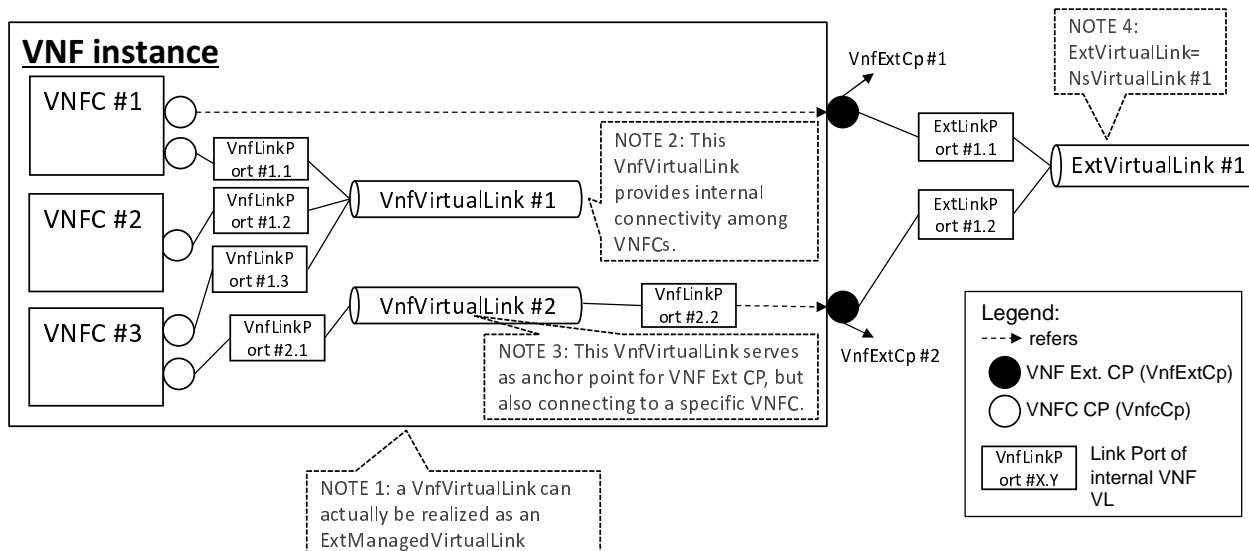 VNF instance
VNFC #1
VNFC #2
VNFC #3
VnfLinkP
ort #1.1
VnfLinkP
ort #1.2
VnfLinkP
ort #1.3
VnfLinkP
ort #2.1
VnfVirtualLink #1
VnfVirtualLink #2
VnfLinkP
ort #2.2
NOTE 2: This
VnfVirtualLink
provides internal
connectivity among
VNFCs.
NOTE 3: This VnfVirtualLink serves
as anchor point for VNF Ext CP, but
also connecting to a specific VNFC.
NOTE 1: a VnfVirtualLink can
actually be realized as an
ExtManagedVirtualLink
VnfExtCp #1
VnfExtCp #2
ExtLinkP
ort #1.1
ExtLinkP
ort #1.2
NOTE 4:
ExtVirtualLink=
NsVirtualLink #1
ExtVirtualLink #1
Legend:
refers
VNF Ext. CP (VnfExtCp)
VNFC CP (VnfcCp)
VnfLinkP
ort #X.Y
Link Port of
internal VNF
VL